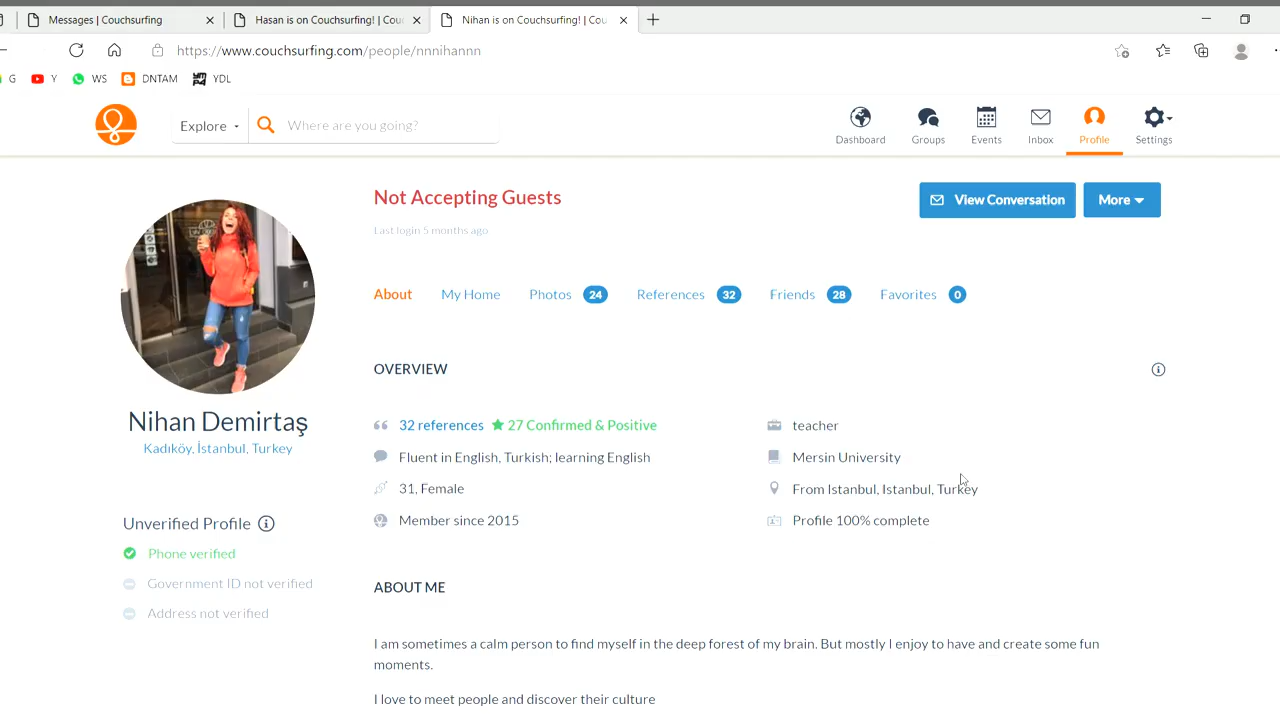 Messages | Couchsurfing
Hasan is on Couchsurfing! | Couc
Nihan is on Couchsurfing! | Cou
https://www.couchsurfing.com/people/nnnihannn
G
Y
WS
DNTAM
YDL
Explore
Where are you going?
Dashboard
Groups
Events
Inbox
Profile
Settings
Not Accepting Guests
Last login 5 months ago
View Conversation
More
About
My Home
Photos 24
References 32
Friends 28
Favorites 0
Nihan Demirtaş
Kadıköy, İstanbul, Turkey
Unverified Profile
Phone verified
Government ID not verified
Address not verified
OVERVIEW
32 references 27 Confirmed & Positive
Fluent in English, Turkish; learning English
31, Female
Member since 2015
teacher
Mersin University
From Istanbul, Istanbul, Turkey
Profile 100% complete
ABOUT ME
I am sometimes a calm person to find myself in the deep forest of my brain. But mostly I enjoy to have and create some fun
moments.
I love to meet people and discover their culture